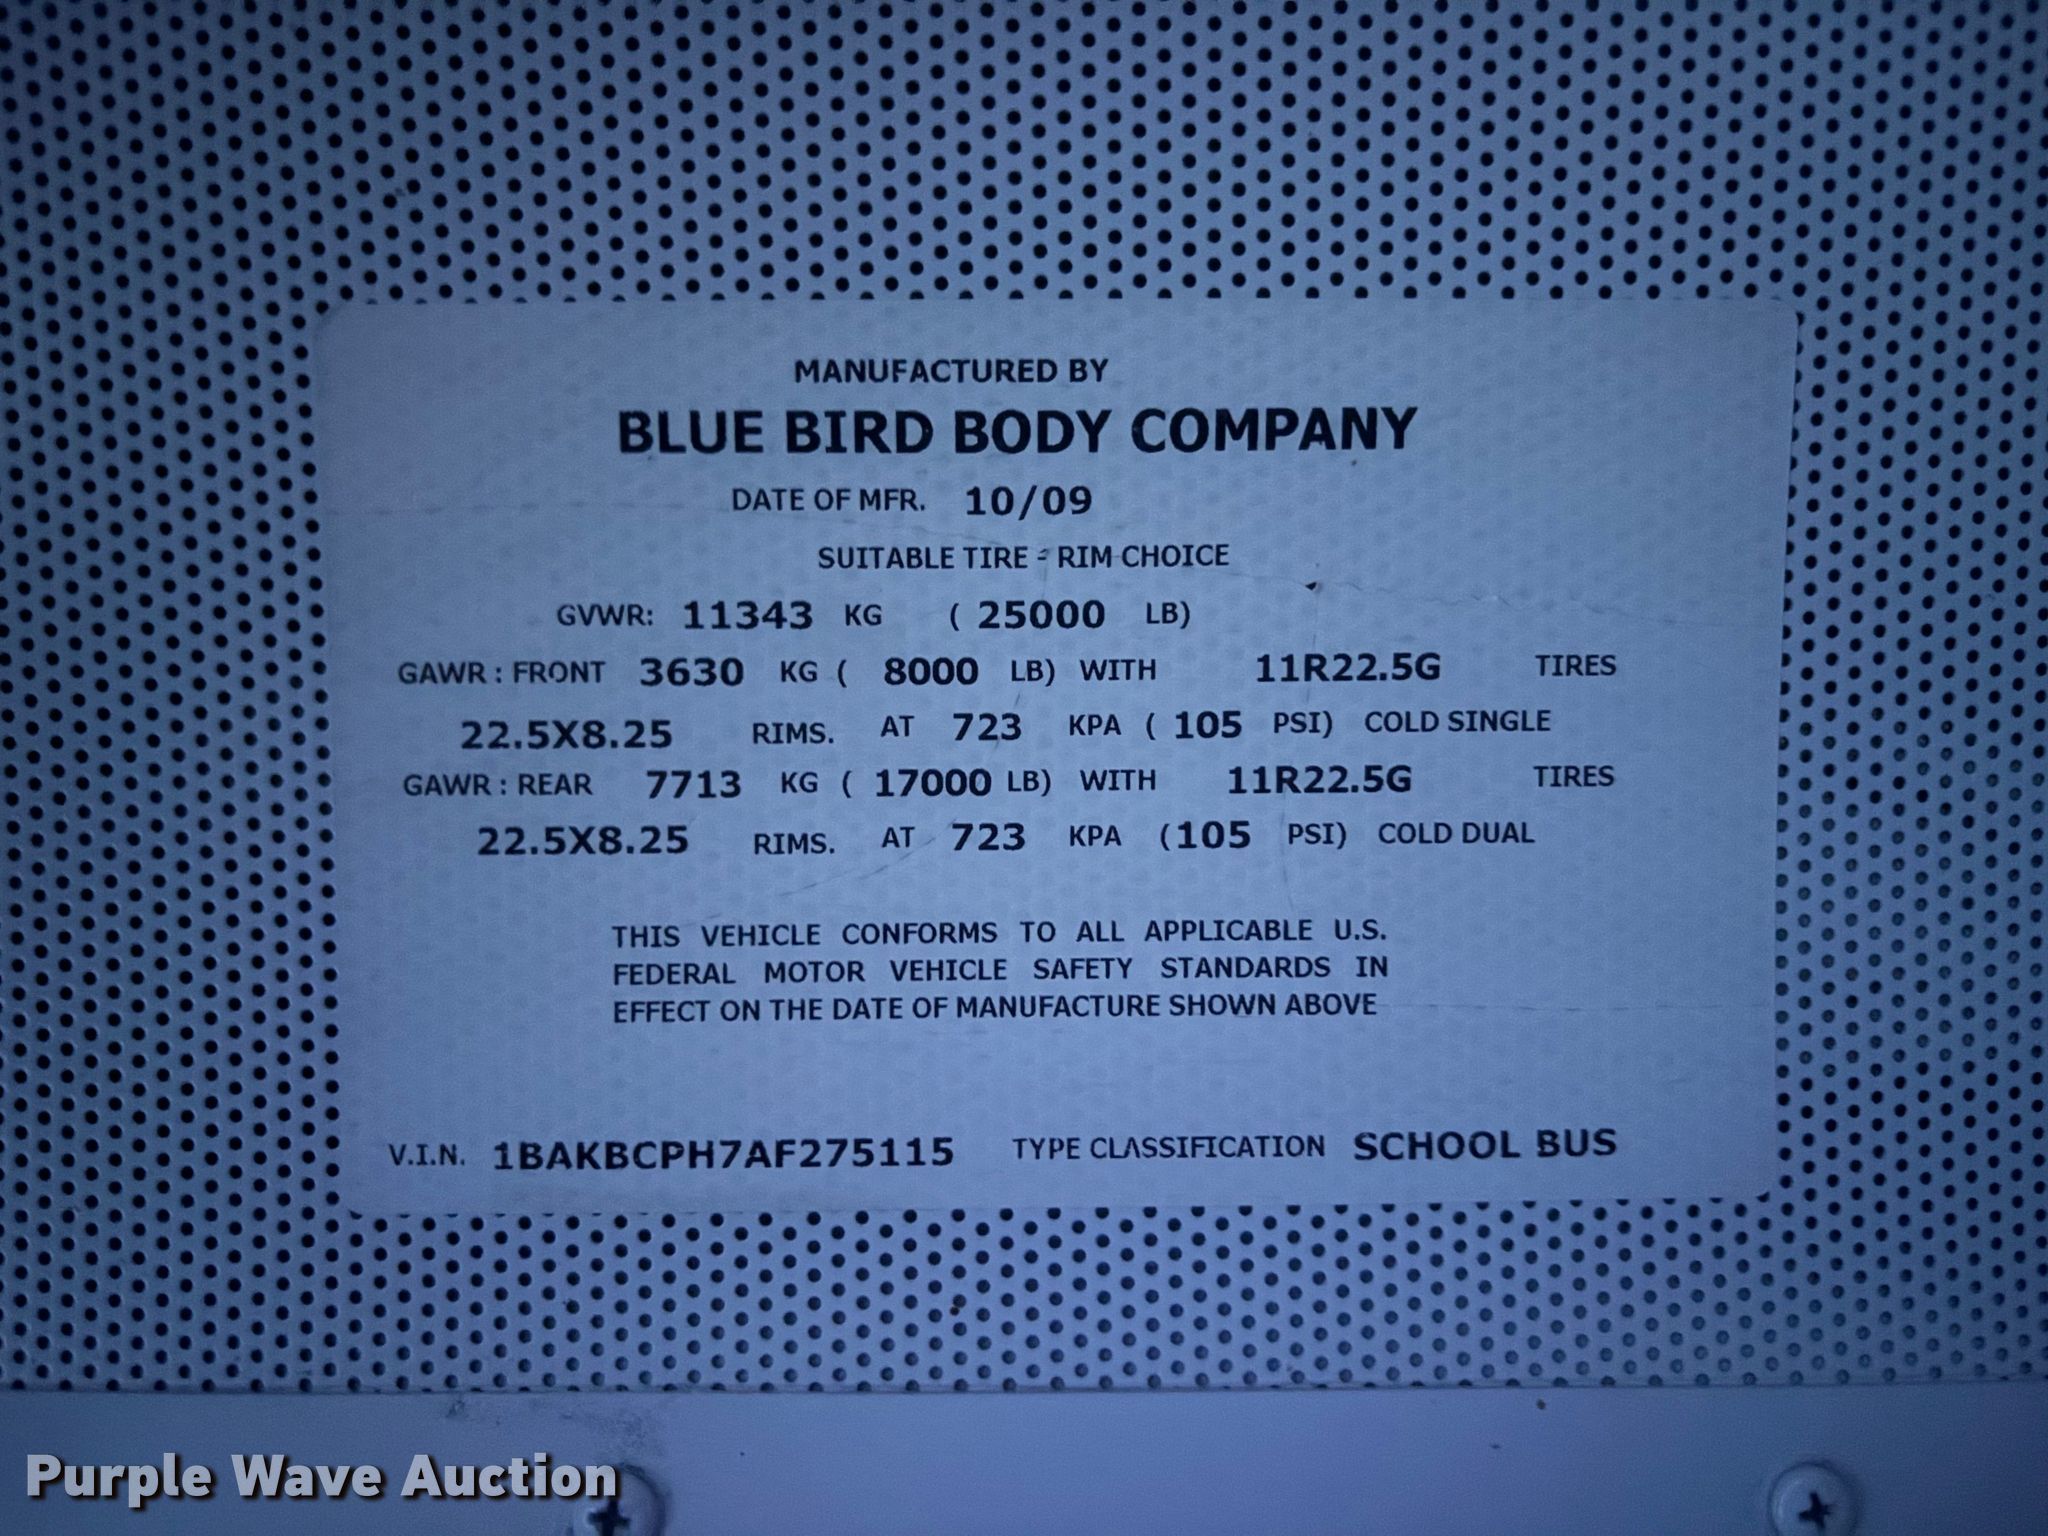 MANUFACTURED BY
BLUE BIRD BODY COMPANY
DATE OF MFR. 10/09
SUITABLE TIRE - RIM CHOICE
GVWR: 11343 KG ( 25000 LB)
GAWR : FRONT 3630 KG ( 8000 LB) WITH 11R22.5G TIRES
22.5X8.25 RIMS. AT 723 KPA ( 105 PSI) COLD SINGLE
GAWR : REAR 7713 KG ( 17000 LB) WITH 11R22.5G TIRES
22.5X8.25 RIMS. AT 723 KPA (105 PSI) COLD DUAL
THIS VEHICLE CONFORMS TO ALL APPLICABLE U.S.
FEDERAL MOTOR VEHICLE SAFETY STANDARDS IN
EFFECT ON THE DATE OF MANUFACTURE SHOWN ABOVE
V.I.N. 1BAKBCPH7AF275115 TYPE CLASSIFICATION SCHOOL BUS
Purple Wave Auction